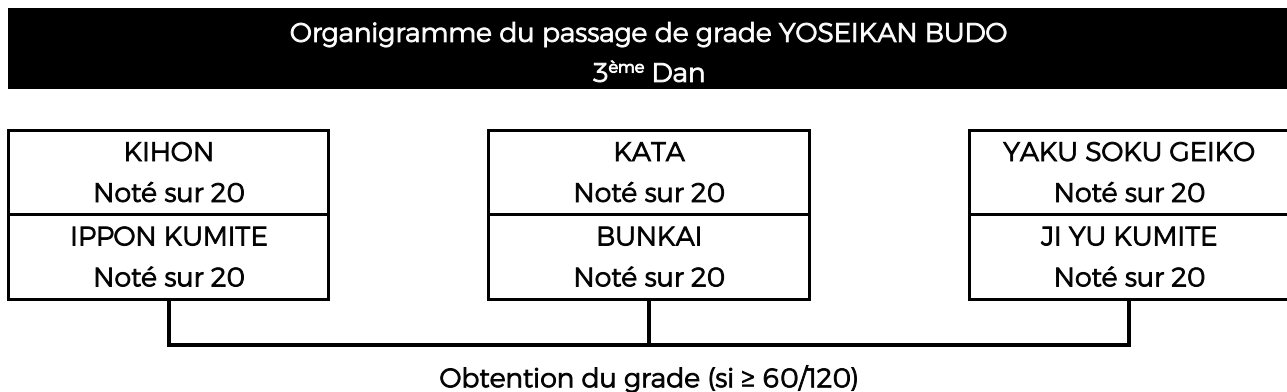 Organigramme du passage de grade YOSEIKAN BUDO
3ème Dan
KIHON
Noté sur 20
IPPON KUMITE
Noté sur 20
KATA
Noté sur 20
BUNKAI
Noté sur 20
YAKU SOKU GEIKO
Noté sur 20
JI YU KUMITE
Noté sur 20
Obtention du grade (si ≥ 60/120)